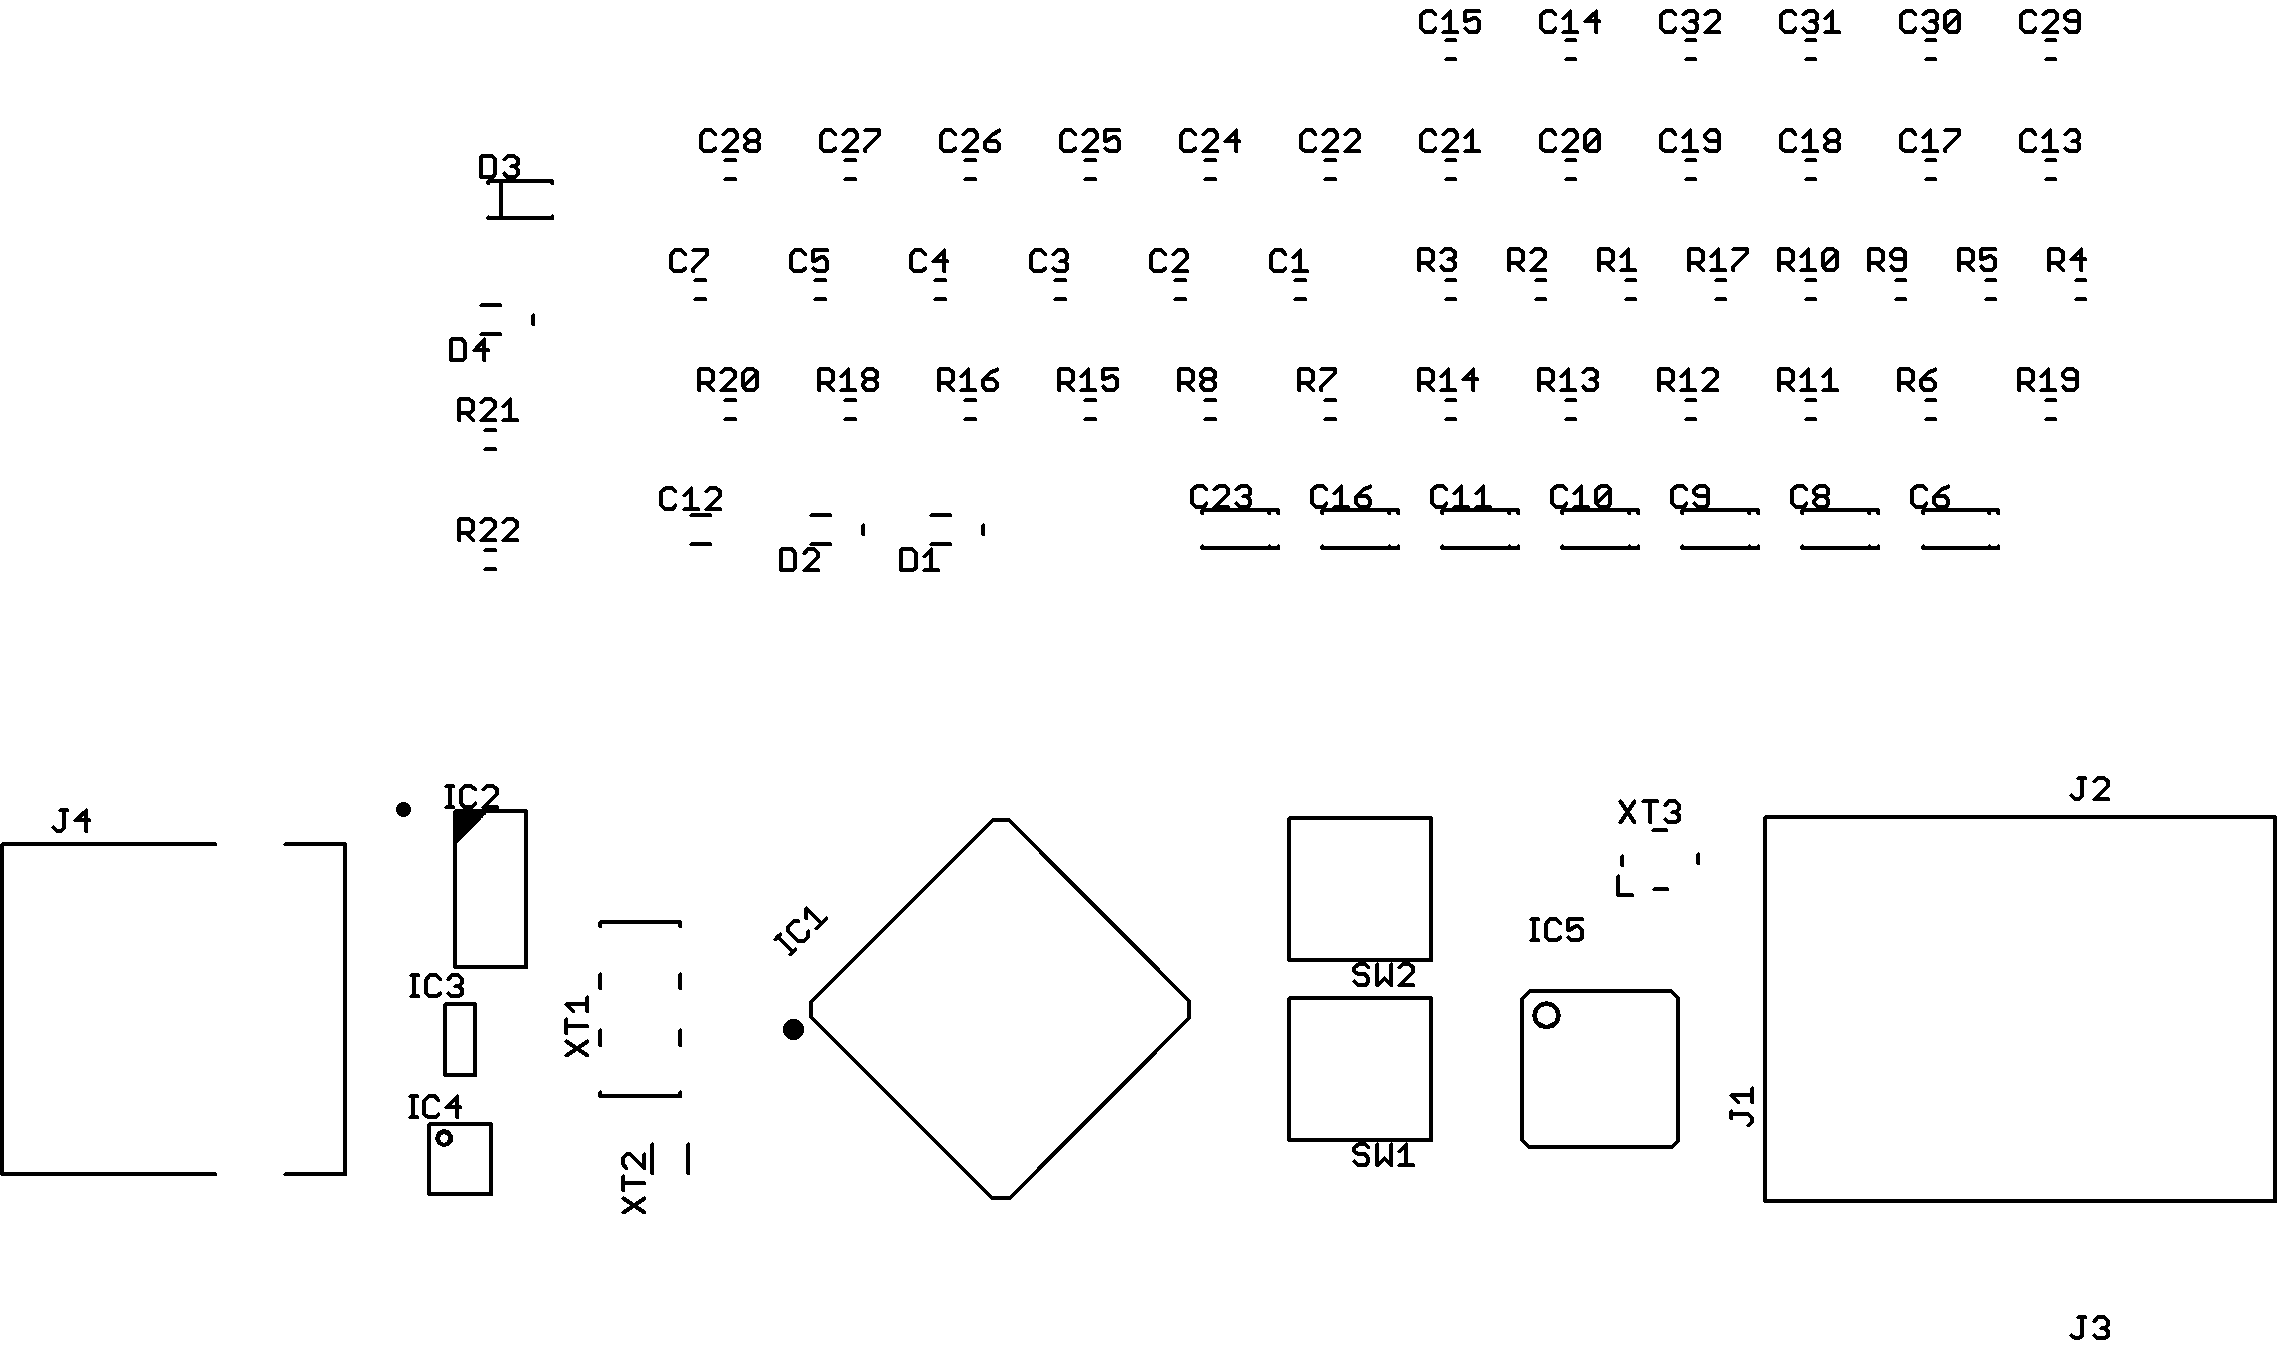 C15 C14 C32 C31 C30 C29
C28 C27 C26 C25 C24 C22 C21 C20 C19 C18 C17 C13
D3
C7 C5 C4 C3 C2 C1 R3 R2 R1 R17 R10 R9 R5 R4
D4
R20 R18 R16 R15 R8 R7 R14 R13 R12 R11 R6 R19
R21
C12 C23 C16 C11 C10 C9 C8 C6
R22
D2 D1
J2
IC2
XT3
J4
IC1
IC5
SW2
IC3
XT1
J1
IC4
SW1
XT2
J3